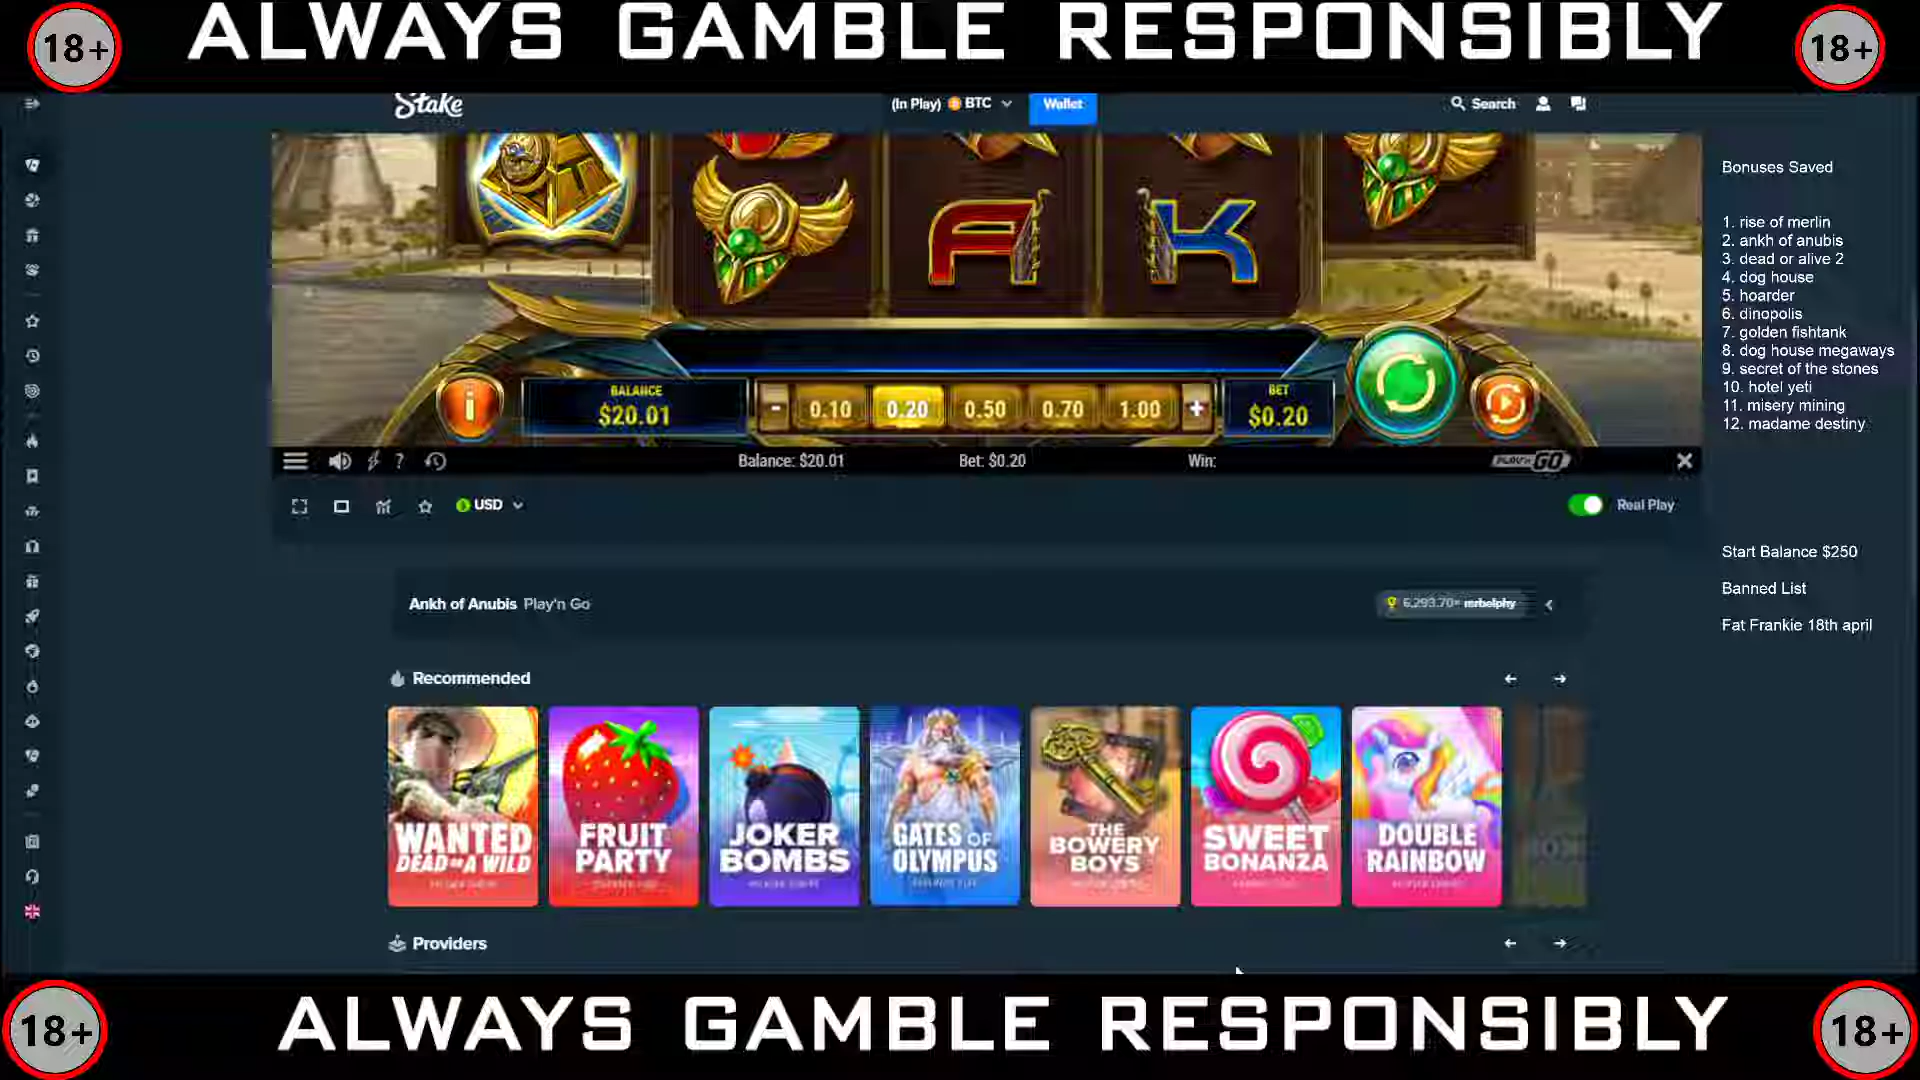 ALWAYS GAMBLE RESPONSIBLY
18+
18+
Stake
(In Play) BTC
Wallet
Search
Bonuses Saved
1. rise of merlin
2. ankh of anubis
3. dead or alive 2
4. dog house
5. hoarder
6. dinopolis
7. golden fishtank
8. dog house megaways
9. secret of the stones
10. hotel yeti
11. misery mining
12. madame destiny
A
K
BALANCE
$20.01
- 0.10 0.20 0.50 0.70 1.00 +
BET
$0.20
Balance: $20.01
Bet: $0.20
Win:
PLAY'n GO
USD
Real Play
Start Balance $250
Banned List
Fat Frankie 18th april
Ankh of Anubis Play'n Go
6,293.70× mrbelphy
Recommended
WANTED
DEAD OR A WILD
FRUIT
PARTY
JOKER
BOMBS
GATES OF
OLYMPUS
THE
BOWERY
BOYS
SWEET
BONANZA
DOUBLE
RAINBOW
Providers
18+
ALWAYS GAMBLE RESPONSIBLY
18+